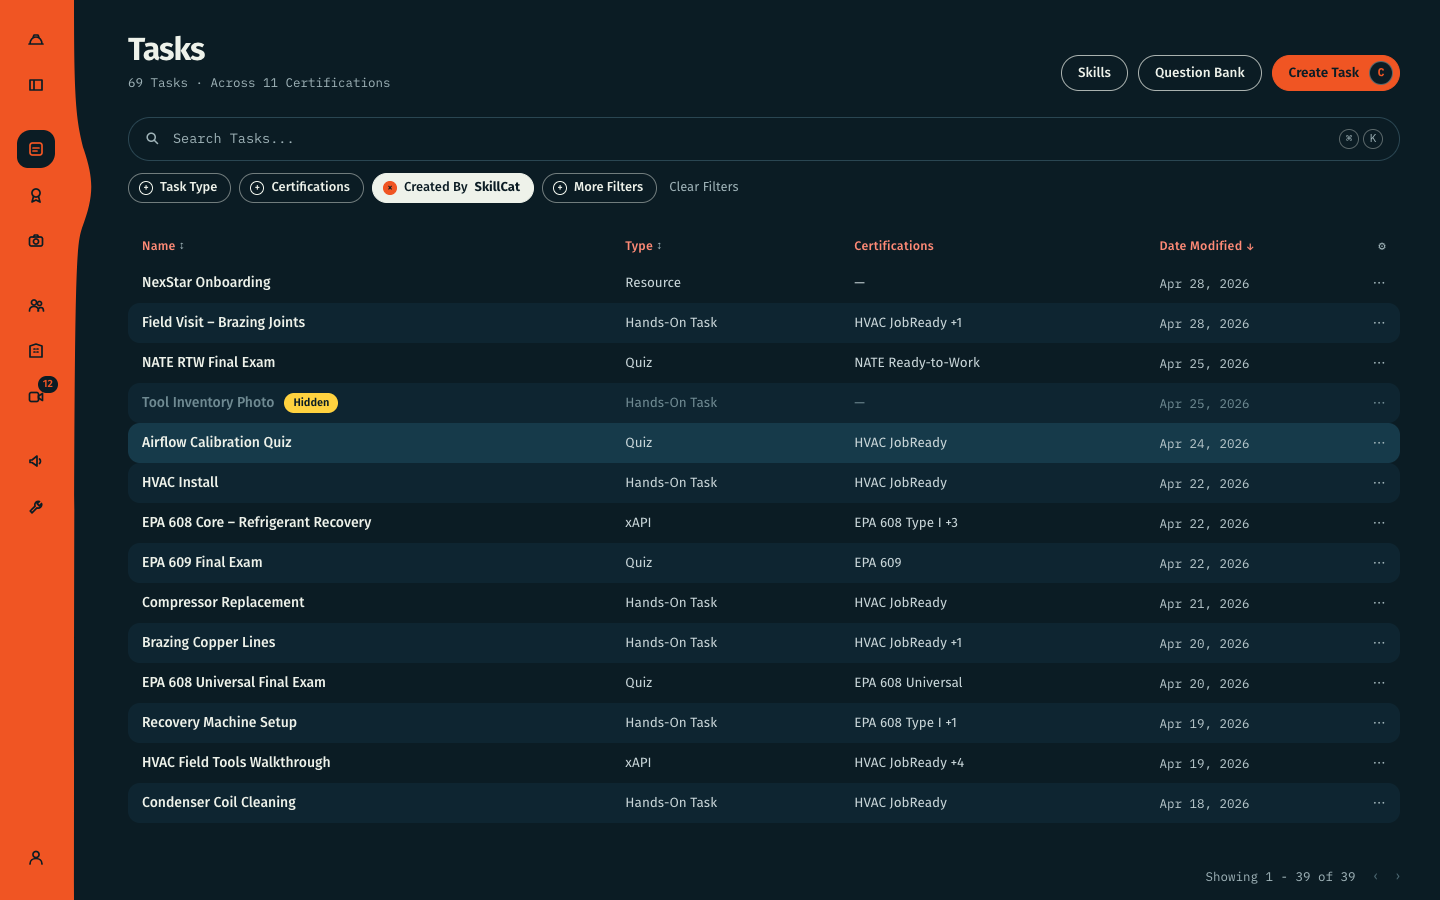 Tasks
69 Tasks · Across 11 Certifications
Skills
Question Bank
Create Task C
Search Tasks... ⌘ K
Task Type
Certifications
Created By SkillCat
More Filters
Clear Filters
12
Name ↕ Type ↕ Certifications Date Modified ↓
NexStar Onboarding Resource — Apr 28, 2026 ···
Field Visit – Brazing Joints Hands-On Task HVAC JobReady +1 Apr 28, 2026 ···
NATE RTW Final Exam Quiz NATE Ready-to-Work Apr 25, 2026 ···
Tool Inventory Photo Hidden Hands-On Task — Apr 25, 2026 ···
Airflow Calibration Quiz Quiz HVAC JobReady Apr 24, 2026 ···
HVAC Install Hands-On Task HVAC JobReady Apr 22, 2026 ···
EPA 608 Core – Refrigerant Recovery xAPI EPA 608 Type I +3 Apr 22, 2026 ···
EPA 609 Final Exam Quiz EPA 609 Apr 22, 2026 ···
Compressor Replacement Hands-On Task HVAC JobReady Apr 21, 2026 ···
Brazing Copper Lines Hands-On Task HVAC JobReady +1 Apr 20, 2026 ···
EPA 608 Universal Final Exam Quiz EPA 608 Universal Apr 20, 2026 ···
Recovery Machine Setup Hands-On Task EPA 608 Type I +1 Apr 19, 2026 ···
HVAC Field Tools Walkthrough xAPI HVAC JobReady +4 Apr 19, 2026 ···
Condenser Coil Cleaning Hands-On Task HVAC JobReady Apr 18, 2026 ···
Showing 1 - 39 of 39 ‹ ›